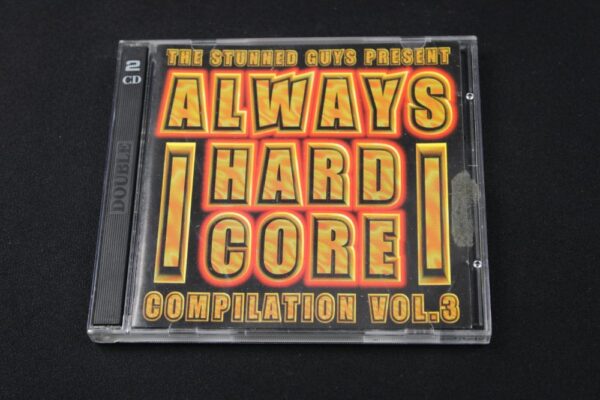 THE STUNNED GUYS PRESENT
ALWAYS
HARD
CORE
COMPILATION VOL.3
2
CD
DOUBLE